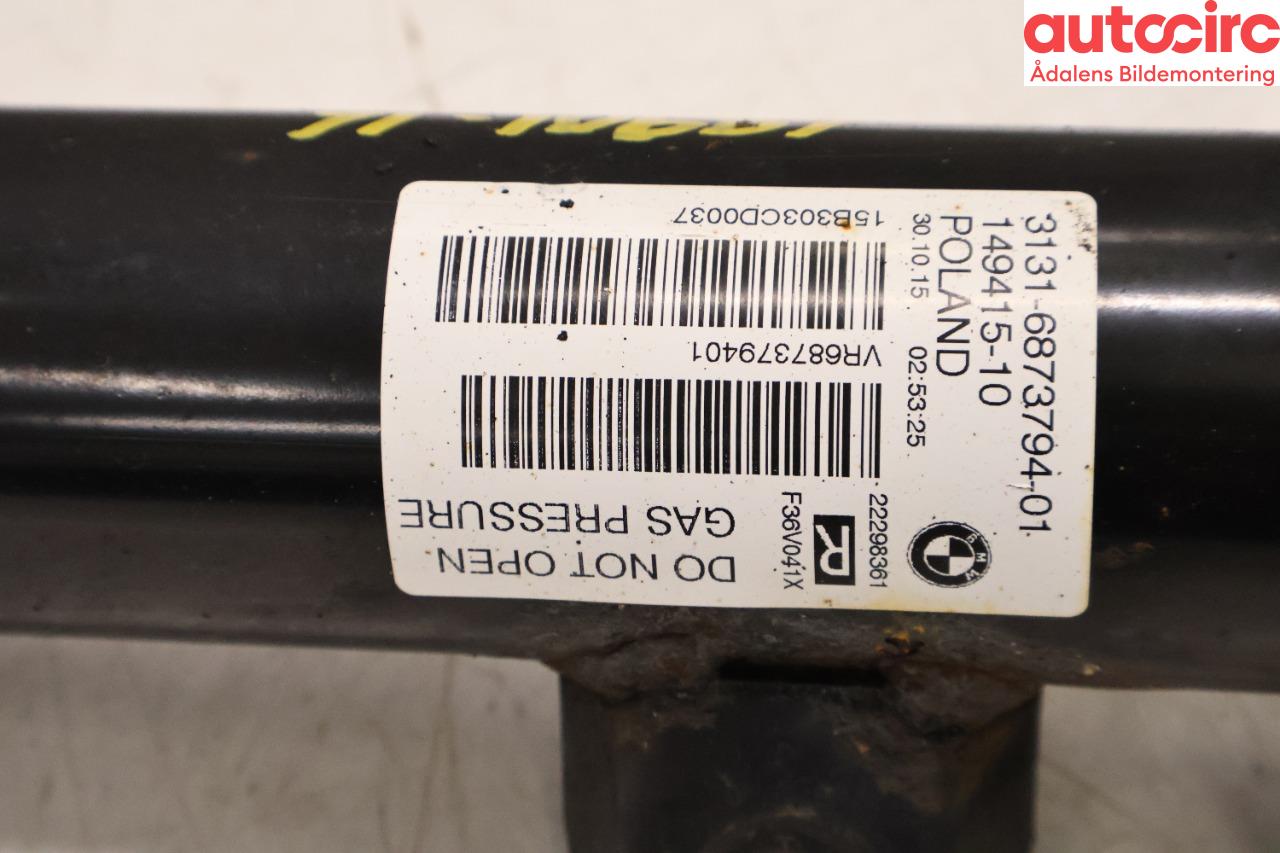 autocirc
Ådalens Bildemontering
3131-6873794-01
149415-10
POLAND
30.10.15 02:53:25
BMW
15B303CD0037
VR687379401
22298361
F36V041X
R
DO NOT OPEN
GAS PRESSURE